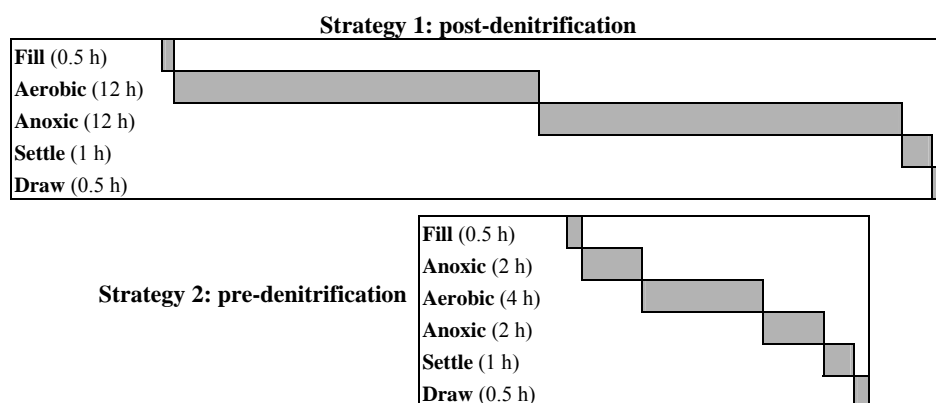 Strategy 1: post-denitrification
Fill (0.5 h)
Aerobic (12 h)
Anoxic (12 h)
Settle (1 h)
Draw (0.5 h)
Strategy 2: pre-denitrification
Fill (0.5 h)
Anoxic (2 h)
Aerobic (4 h)
Anoxic (2 h)
Settle (1 h)
Draw (0.5 h)